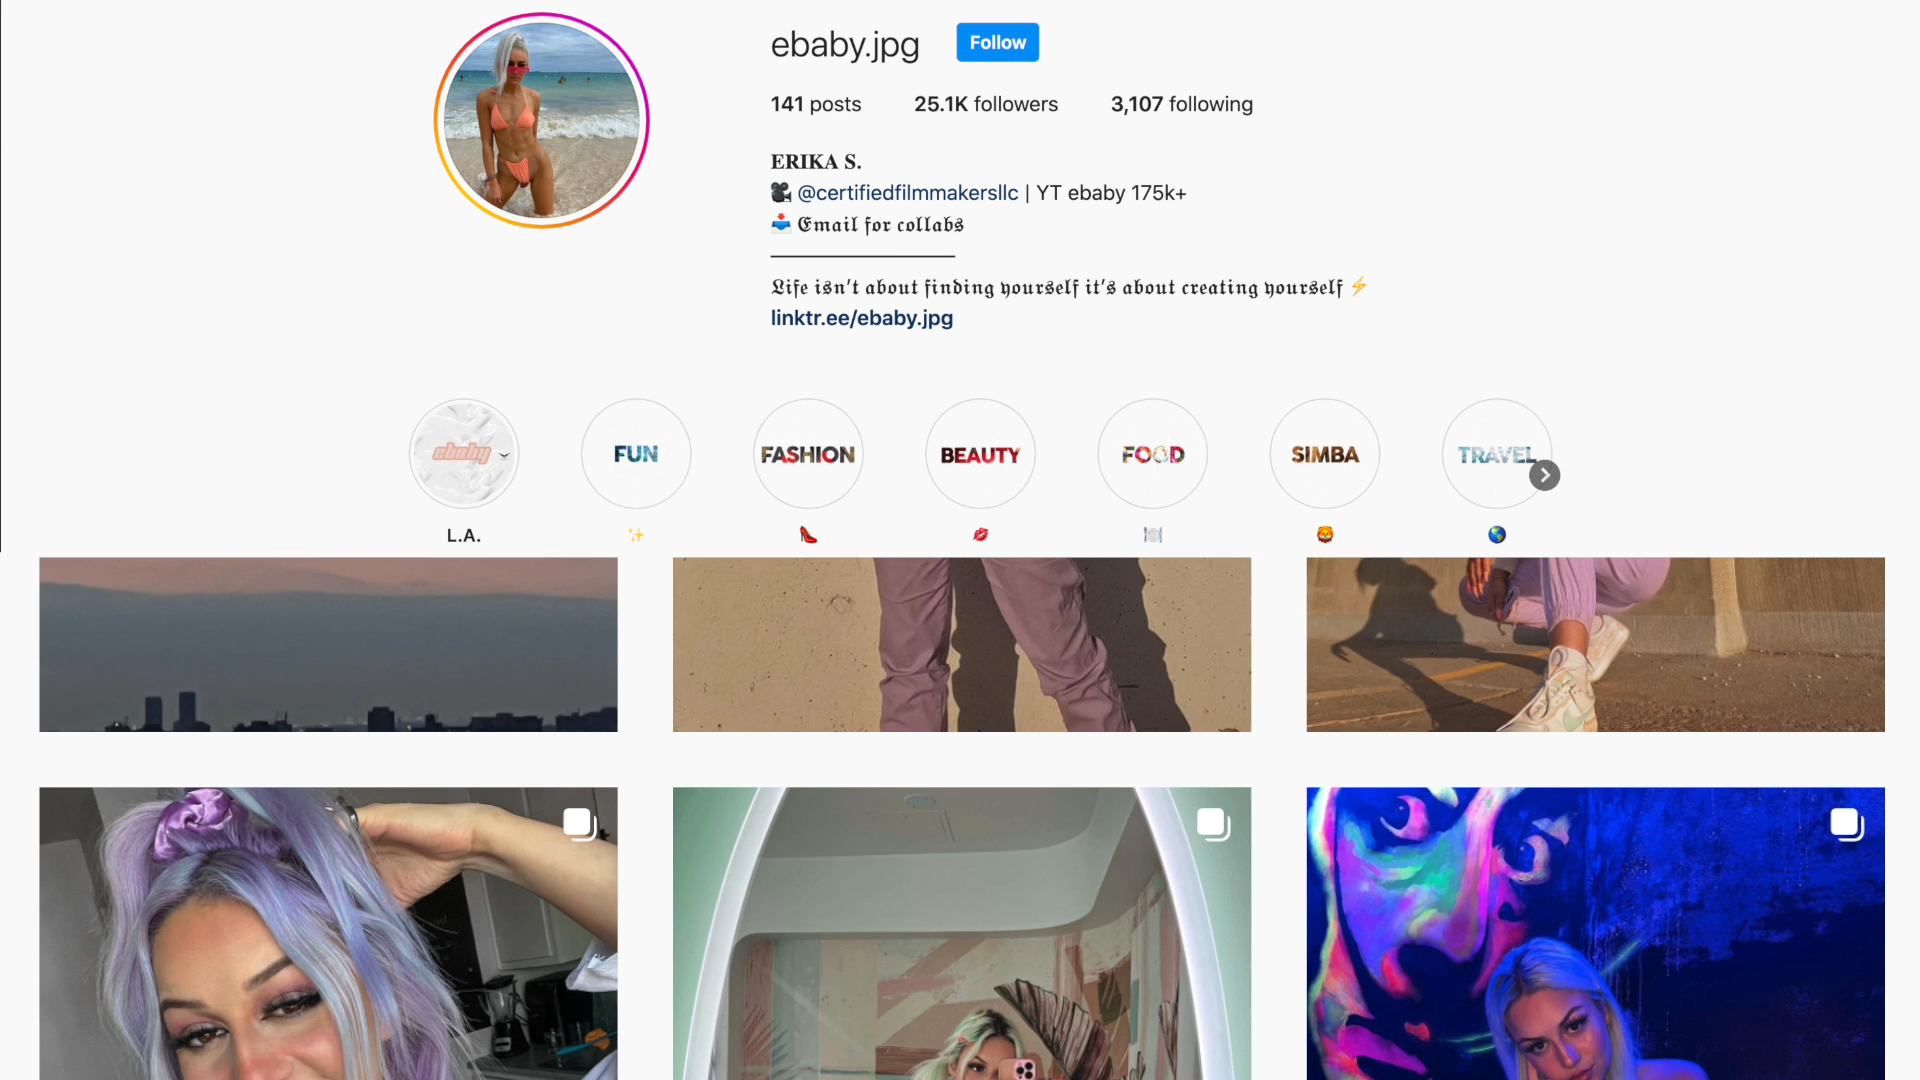 ebaby.jpg Follow
141 posts 25.1K followers 3,107 following
ERIKA S.
🎥 @certifiedfilmmakersllc | YT ebaby 175k+
📥 𝕰𝖒𝖆𝖎𝖑 𝖋𝖔𝖗 𝖈𝖔𝖑𝖑𝖆𝖇𝖘
𝕷𝖎𝖋𝖊 𝖎𝖘𝖓’𝖙 𝖆𝖇𝖔𝖚𝖙 𝖋𝖎𝖓𝖉𝖎𝖓𝖌 𝖞𝖔𝖚𝖗𝖘𝖊𝖑𝖋 𝖎𝖙’𝖘 𝖆𝖇𝖔𝖚𝖙 𝖈𝖗𝖊𝖆𝖙𝖎𝖓𝖌 𝖞𝖔𝖚𝖗𝖘𝖊𝖑𝖋 ⚡
linktr.ee/ebaby.jpg
ebaby FUN FASHION BEAUTY FOOD SIMBA TRAVEL
L.A. ✨ 👠 💋 🍽 🦁 🌎